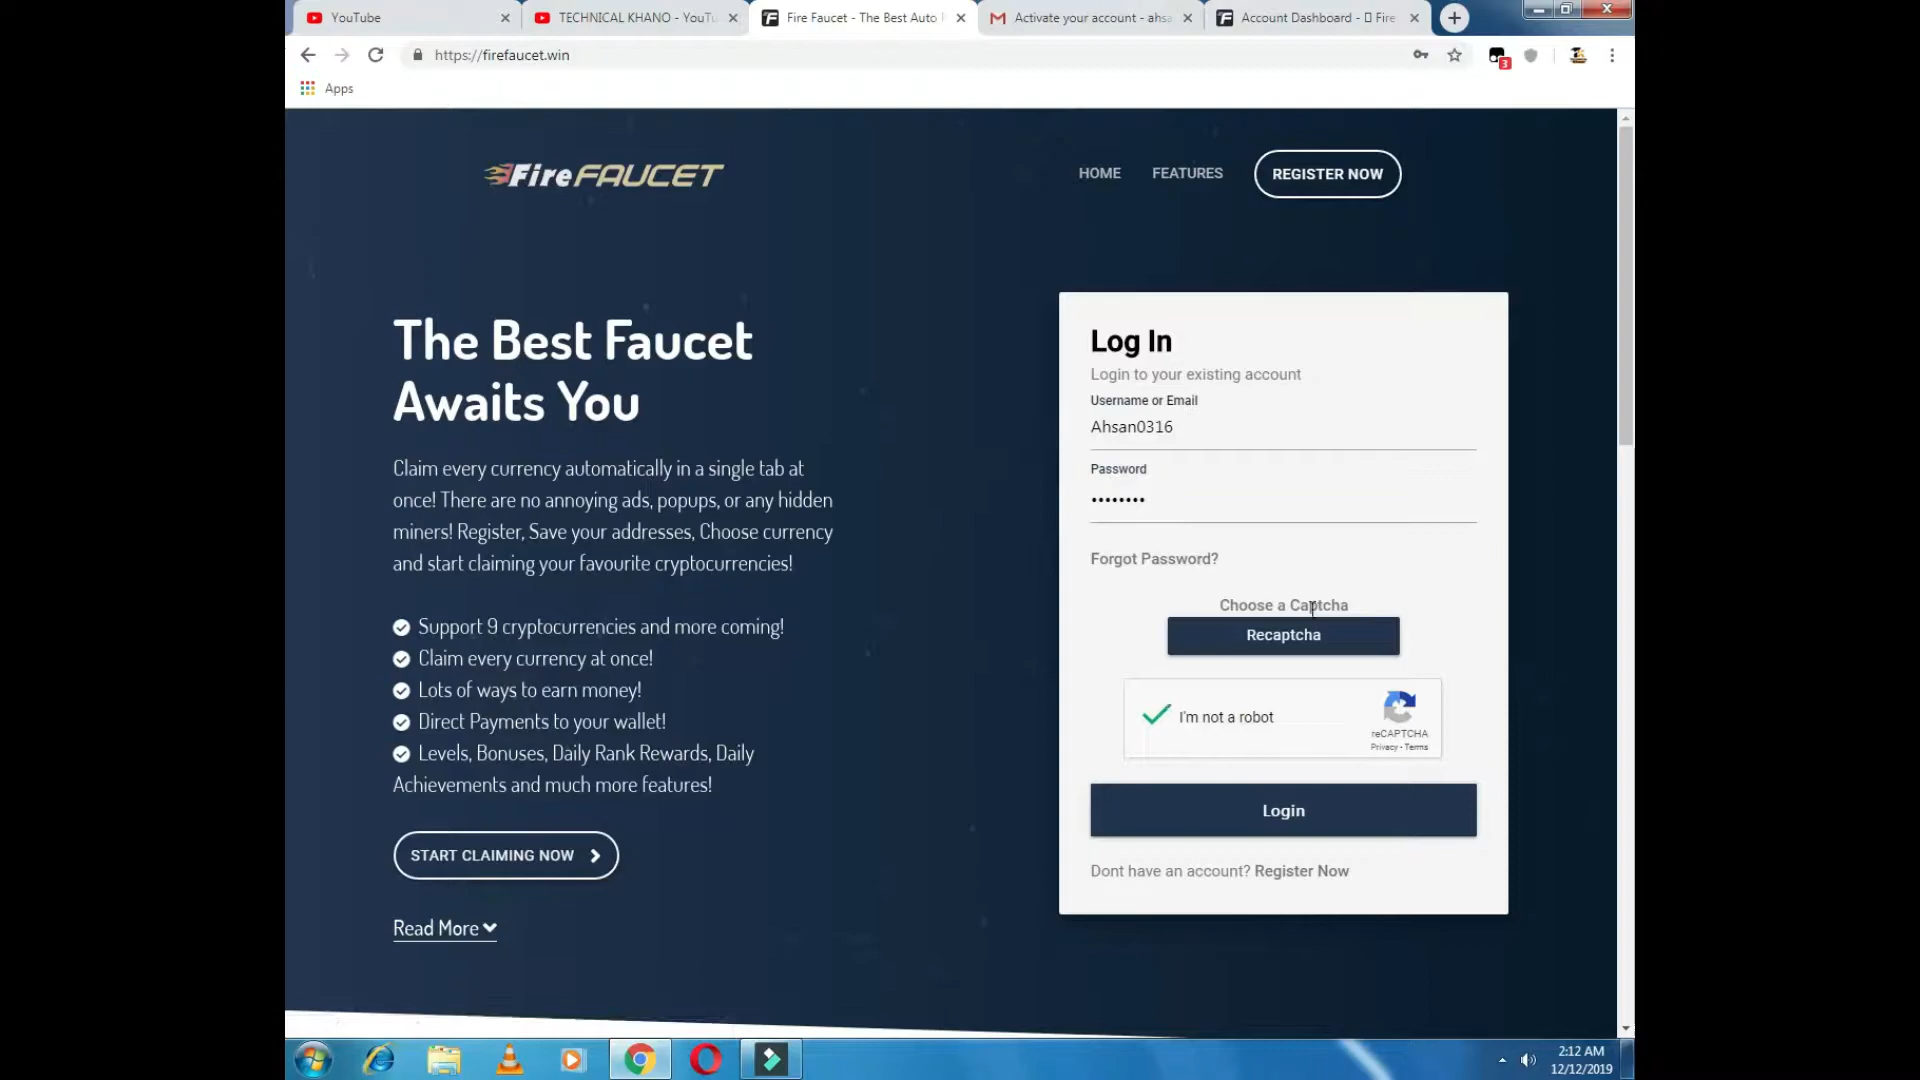 YouTube
TECHNICAL KHANO - YouTu
Fire Faucet - The Best Auto
Activate your account - ahsa
Account Dashboard - Fire
https://firefaucet.win
3
Apps
FireFAUCET
HOME
FEATURES
REGISTER NOW
The Best Faucet
Awaits You
Claim every currency automatically in a single tab at
once! There are no annoying ads, popups, or any hidden
miners! Register, Save your addresses, Choose currency
and start claiming your favourite cryptocurrencies!
Support 9 cryptocurrencies and more coming!
Claim every currency at once!
Lots of ways to earn money!
Direct Payments to your wallet!
Levels, Bonuses, Daily Rank Rewards, Daily
Achievements and much more features!
START CLAIMING NOW
Read More
Log In
Login to your existing account
Username or Email
Ahsan0316
Password
••••••••
Forgot Password?
Choose a Captcha
Recaptcha
I'm not a robot
reCAPTCHA
Privacy - Terms
Login
Dont have an account? Register Now
2:12 AM
12/12/2019